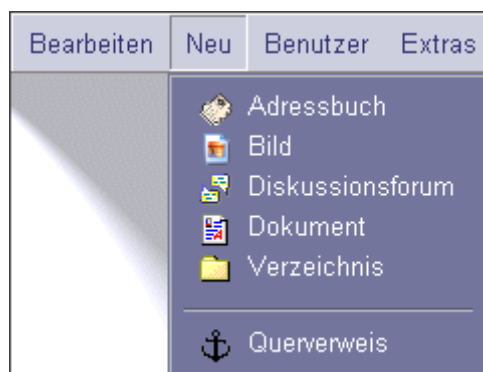 Bearbeiten Neu Benutzer Extras
Adressbuch
Bild
Diskussionsforum
Dokument
Verzeichnis
Querverweis